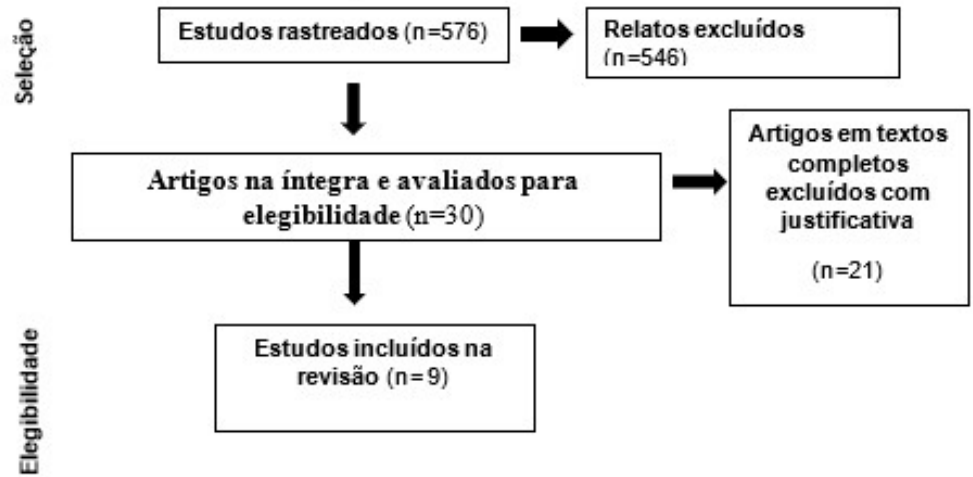 Seleção
Estudos rastreados (n=576)
Relatos excluídos
(n=546)
Artigos na íntegra e avaliados para
elegibilidade (n=30)
Artigos em textos
completos
excluídos com
justificativa
(n=21)
Elegibilidade
Estudos incluídos na
revisão (n=9)